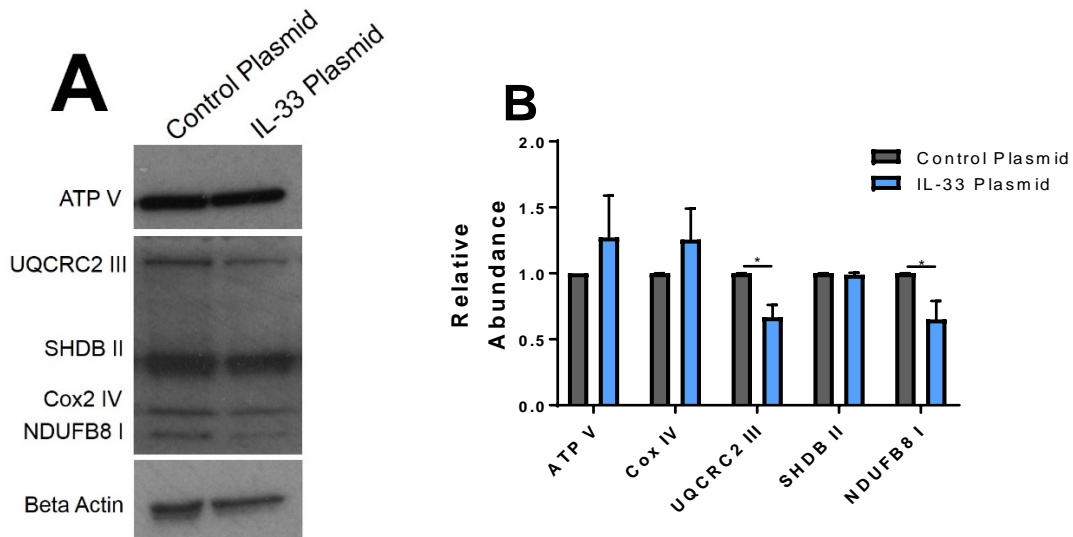 A
Control Plasmid
IL-33 Plasmid
ATP V
UQCRC2 III
SHDB II
Cox2 IV
NDUFB8 I
Beta Actin
B
Control Plasmid
IL-33 Plasmid
Relative
Abundance
2.0
1.5
1.0
0.5
0.0
*
*
ATP V
Cox IV
UQCRC2 III
SHDB II
NDUFB8 I